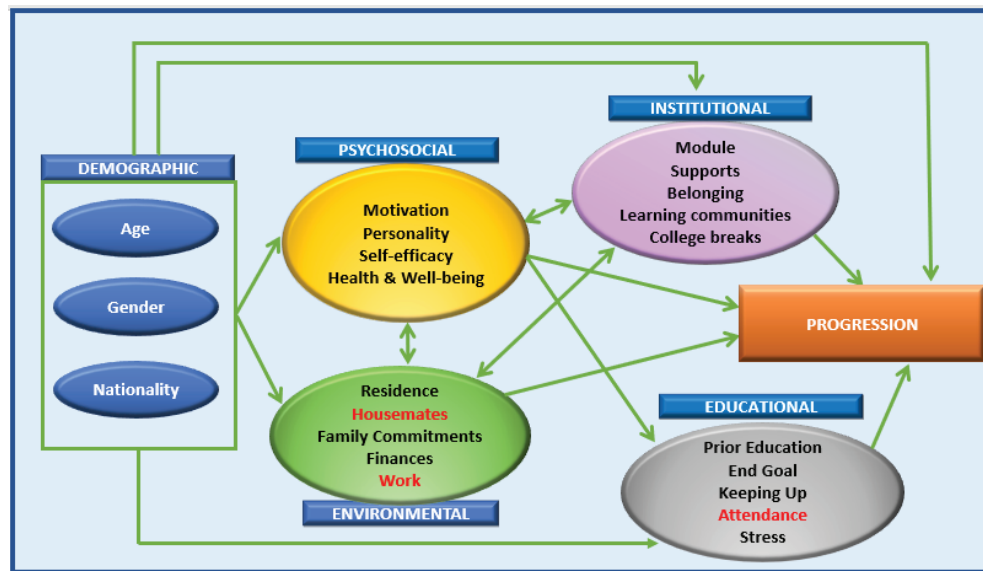 DEMOGRAPHIC
Age
Gender
Nationality
PSYCHOSOCIAL
Motivation
Personality
Self-efficacy
Health & Well-being
Residence
Housemates
Family Commitments
Finances
Work
ENVIRONMENTAL
INSTITUTIONAL
Module
Supports
Belonging
Learning communities
College breaks
PROGRESSION
EDUCATIONAL
Prior Education
End Goal
Keeping Up
Attendance
Stress